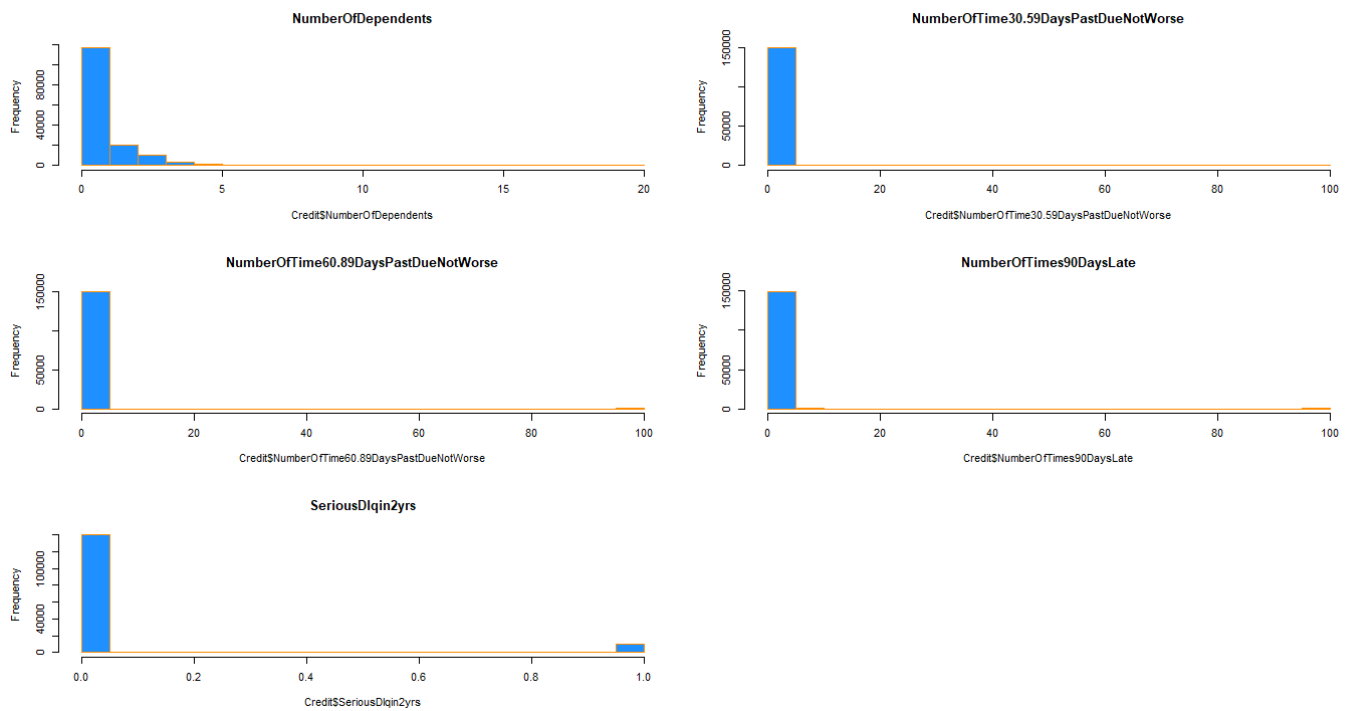 NumberOfDependents
Frequency
0
40000
80000
0
5
10
15
20
Credit$NumberOfDependents
NumberOfTime30.59DaysPastDueNotWorse
Frequency
0
50000
150000
0
20
40
60
80
100
Credit$NumberOfTime30.59DaysPastDueNotWorse
NumberOfTime60.89DaysPastDueNotWorse
Frequency
0
50000
150000
0
20
40
60
80
100
Credit$NumberOfTime60.89DaysPastDueNotWorse
NumberOfTimes90DaysLate
Frequency
0
50000
150000
0
20
40
60
80
100
Credit$NumberOfTimes90DaysLate
SeriousDlqin2yrs
Frequency
0
40000
100000
0.0
0.2
0.4
0.6
0.8
1.0
Credit$SeriousDlqin2yrs